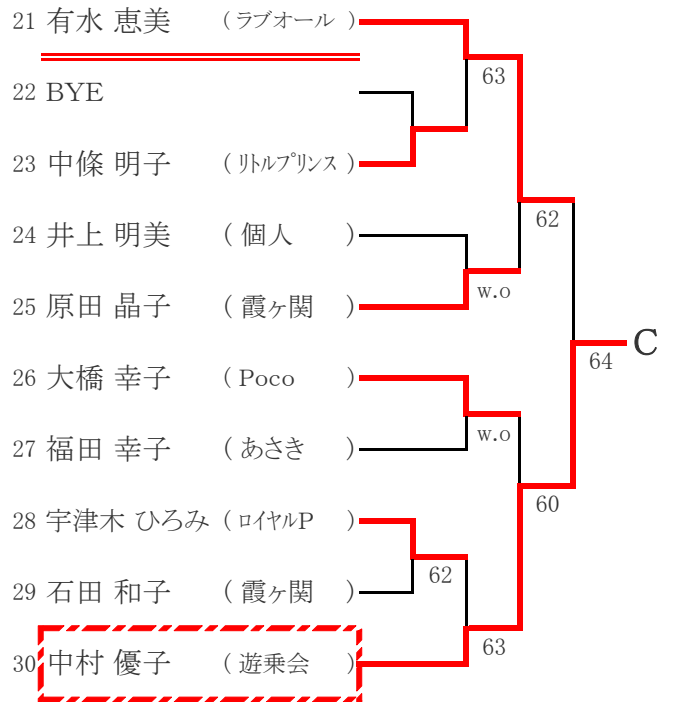 21 有水 恵美 (ラブオール )
63
22 BYE
23 中條 明子 (リトルプリンス )
62
24 井上 明美 (個人 )
w.o
25 原田 晶子 (霞ヶ関 )
C
64
26 大橋 幸子 (Poco )
w.o
27 福田 幸子 (あさき )
60
28 宇津木 ひろみ (ロイヤルP )
62
29 石田 和子 (霞ヶ関 )
63
30 中村 優子 (遊乗会 )